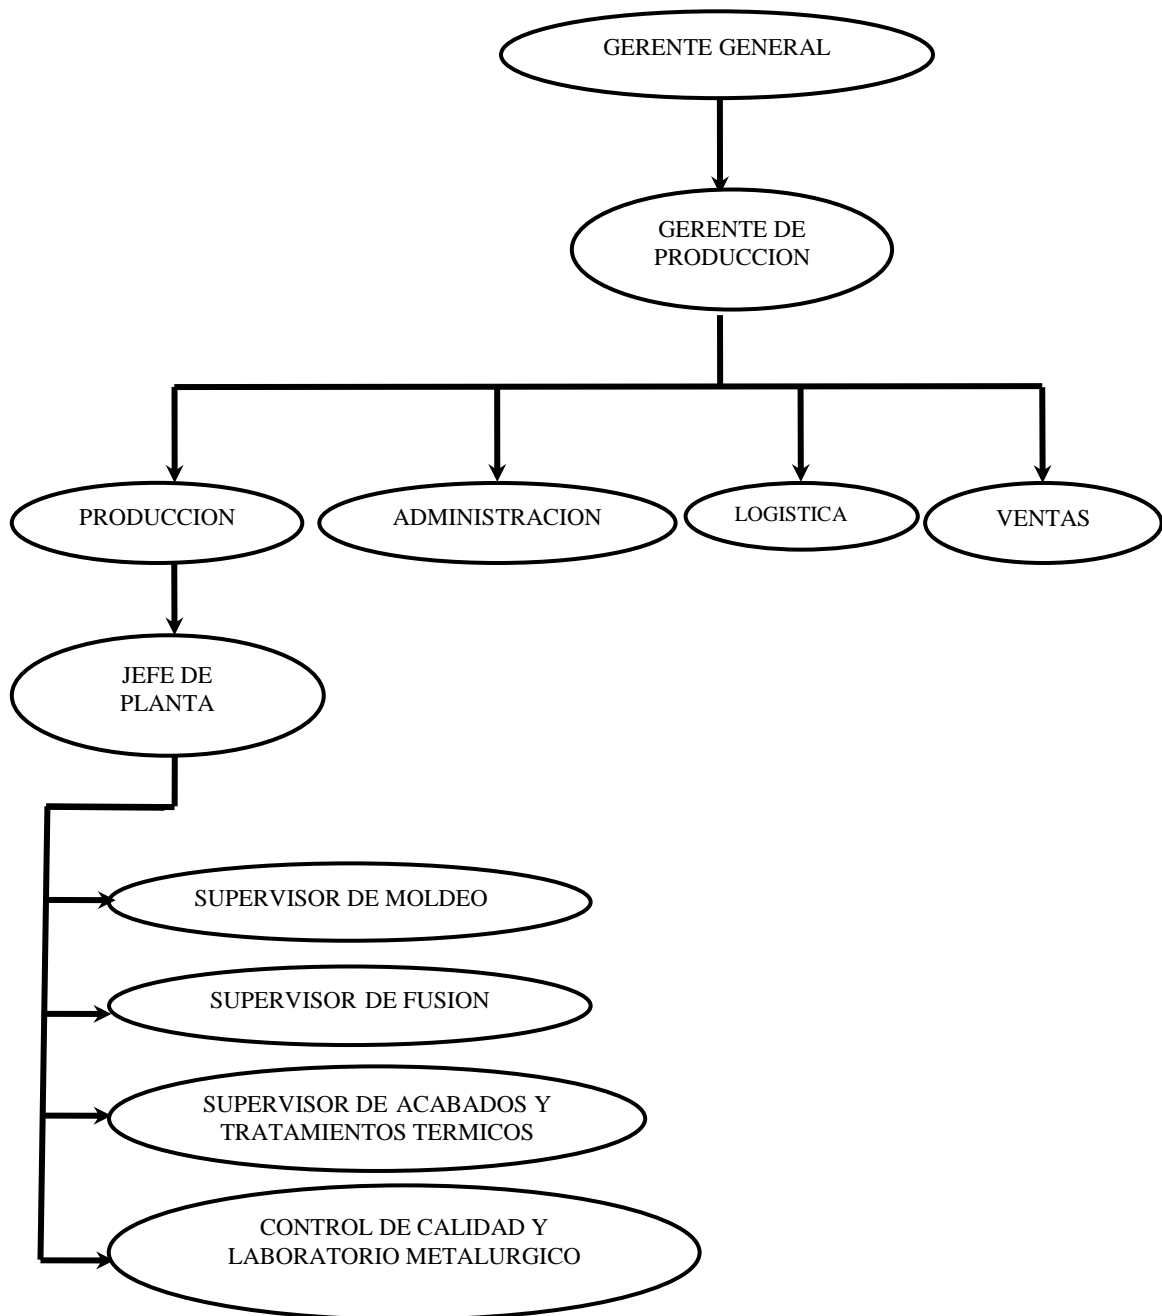 GERENTE GENERAL
GERENTE DE
PRODUCCION
PRODUCCION
ADMINISTRACION
LOGISTICA
VENTAS
JEFE DE
PLANTA
SUPERVISOR DE MOLDEO
SUPERVISOR DE FUSION
SUPERVISOR DE ACABADOS Y
TRATAMIENTOS TERMICOS
CONTROL DE CALIDAD Y
LABORATORIO METALURGICO